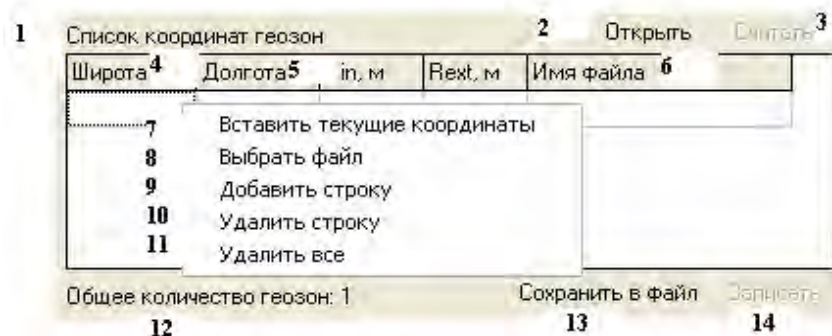 1 Список координат геозон 2 Открыть Считать 3
Широта 4 Долгота 5 in, м Rext, м Имя файла 6
7 Вставить текущие координаты
8 Выбрать файл
9 Добавить строку
10 Удалить строку
11 Удалить все
Общее количество геозон: 1 Сохранить в файл Записать
12 13 14